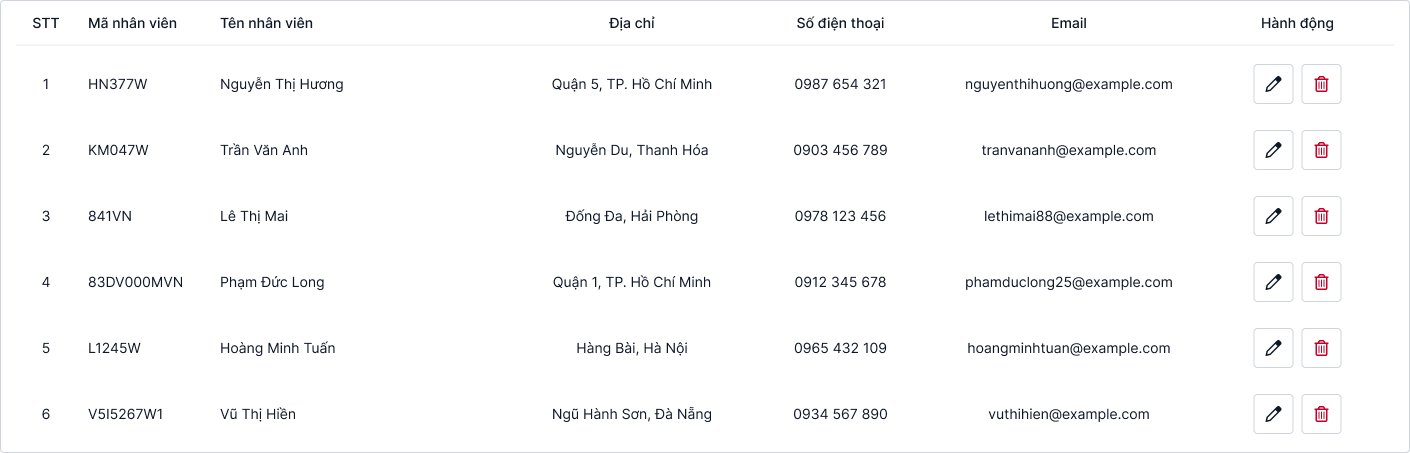 STT Mã nhân viên Tên nhân viên Địa chỉ Số điện thoại Email Hành động
1 HN377W Nguyễn Thị Hương Quận 5, TP. Hồ Chí Minh 0987 654 321 nguyenthihuong@example.com
2 KM047W Trần Văn Anh Nguyễn Du, Thanh Hóa 0903 456 789 tranvananh@example.com
3 841VN Lê Thị Mai Đống Đa, Hải Phòng 0978 123 456 lethimai88@example.com
4 83DV000MVN Phạm Đức Long Quận 1, TP. Hồ Chí Minh 0912 345 678 phamduclong25@example.com
5 L1245W Hoàng Minh Tuấn Hàng Bài, Hà Nội 0965 432 109 hoangminhtuan@example.com
6 V5I5267W1 Vũ Thị Hiền Ngũ Hành Sơn, Đà Nẵng 0934 567 890 vuthihien@example.com